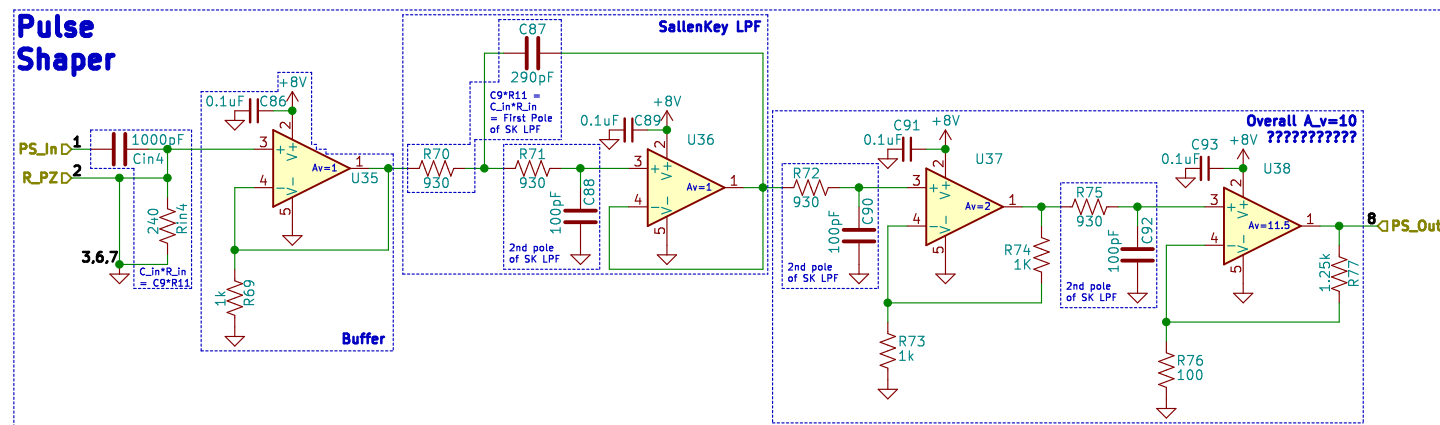 Pulse
Shaper
PS_In
1
R_PZ
2
1000pF
Cin4
240
Rin4
3,6,7
C_in*R_in
= C9*R11
0.1uF
C86
+8V
2
3
4
5
1
V+
V-
Av=1
U35
1k
R69
Buffer
SallenKey LPF
C87
290pF
C9*R11 =
C_in*R_in
= First Pole
of SK LPF
R70
930
R71
930
C88
100pF
2nd pole
of SK LPF
0.1uF
C89
+8V
2
3
4
5
1
V+
V-
Av=1
U36
Overall A_v=10
???????????
R72
930
C90
100pF
2nd pole
of SK LPF
C91
0.1uF
+8V
2
3
4
5
1
V+
V-
Av=2
U37
R74
1K
R73
1k
R75
930
C92
100pF
2nd pole
of SK LPF
C93
0.1uF
+8V
2
3
4
5
1
V+
V-
Av=11.5
U38
1.25k
R77
R76
100
8
PS_Out